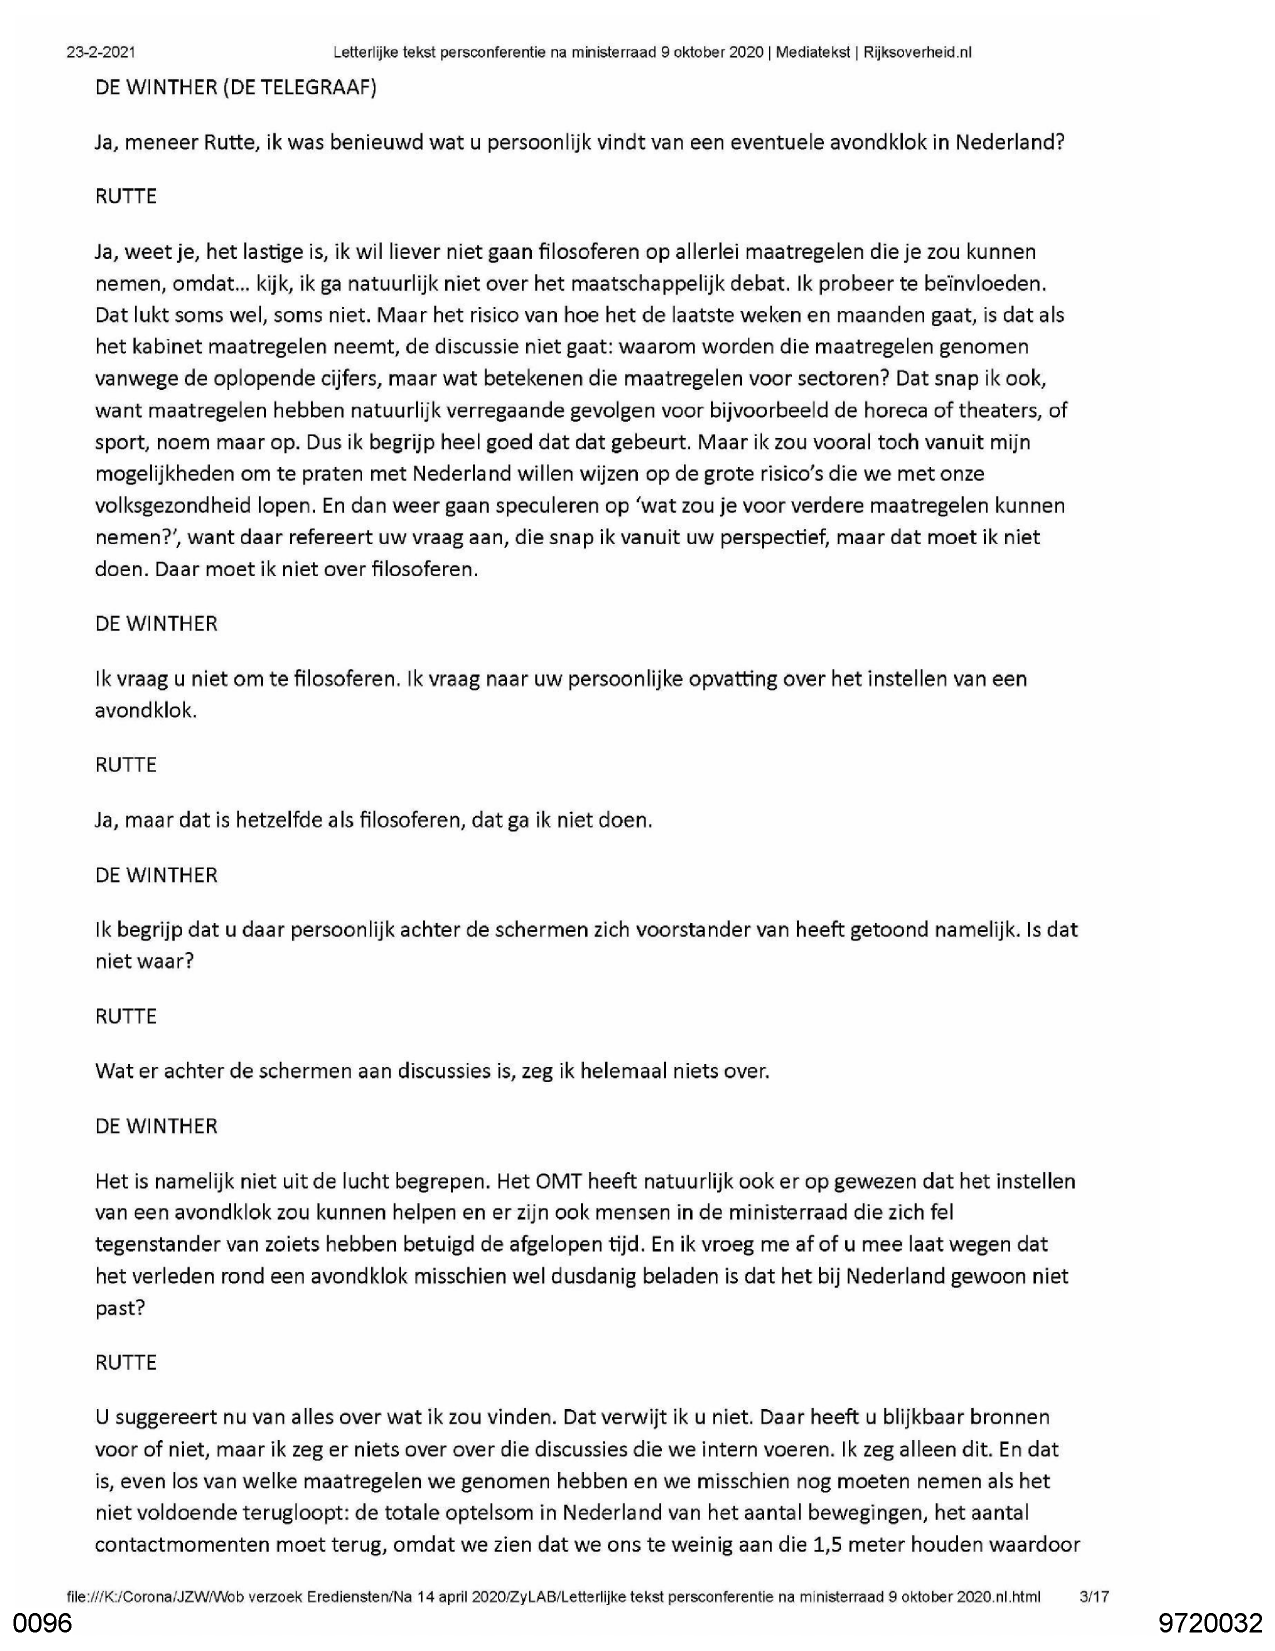 23-2-2021 Letterlijke tekst persconferentie na ministerraad 9 oktober 2020 | Mediatekst | Rijksoverheid.nl
DE WINTHER (DE TELEGRAAF)
Ja, meneer Rutte, ik was benieuwd wat u persoonlijk vindt van een eventuele avondklok in Nederland?
RUTTE
Ja, weet je, het lastige is, ik wil liever niet gaan filosoferen op allerlei maatregelen die je zou kunnen
nemen, omdat... kijk, ik ga natuurlijk niet over het maatschappelijk debat. Ik probeer te beïnvloeden.
Dat lukt soms wel, soms niet. Maar het risico van hoe het de laatste weken en maanden gaat, is dat als
het kabinet maatregelen neemt, de discussie niet gaat: waarom worden die maatregelen genomen
vanwege de oplopende cijfers, maar wat betekenen die maatregelen voor sectoren? Dat snap ik ook,
want maatregelen hebben natuurlijk verregaande gevolgen voor bijvoorbeeld de horeca of theaters, of
sport, noem maar op. Dus ik begrijp heel goed dat dat gebeurt. Maar ik zou vooral toch vanuit mijn
mogelijkheden om te praten met Nederland willen wijzen op de grote risico’s die we met onze
volksgezondheid lopen. En dan weer gaan speculeren op ‘wat zou je voor verdere maatregelen kunnen
nemen?’, want daar refereert uw vraag aan, die snap ik vanuit uw perspectief, maar dat moet ik niet
doen. Daar moet ik niet over filosoferen.
DE WINTHER
Ik vraag u niet om te filosoferen. Ik vraag naar uw persoonlijke opvatting over het instellen van een
avondklok.
RUTTE
Ja, maar dat is hetzelfde als filosoferen, dat ga ik niet doen.
DE WINTHER
Ik begrijp dat u daar persoonlijk achter de schermen zich voorstander van heeft getoond namelijk. Is dat
niet waar?
RUTTE
Wat er achter de schermen aan discussies is, zeg ik helemaal niets over.
DE WINTHER
Het is namelijk niet uit de lucht begrepen. Het OMT heeft natuurlijk ook er op gewezen dat het instellen
van een avondklok zou kunnen helpen en er zijn ook mensen in de ministerraad die zich fel
tegenstander van zoiets hebben betuigd de afgelopen tijd. En ik vroeg me af of u mee laat wegen dat
het verleden rond een avondklok misschien wel dusdanig beladen is dat het bij Nederland gewoon niet
past?
RUTTE
U suggereert nu van alles over wat ik zou vinden. Dat verwijt ik u niet. Daar heeft u blijkbaar bronnen
voor of niet, maar ik zeg er niets over over die discussies die we intern voeren. Ik zeg alleen dit. En dat
is, even los van welke maatregelen we genomen hebben en we misschien nog moeten nemen als het
niet voldoende terugloopt: de totale optelsom in Nederland van het aantal bewegingen, het aantal
contactmomenten moet terug, omdat we zien dat we ons te weinig aan die 1,5 meter houden waardoor
file:///K:/Corona/JZW/Wob verzoek Erediensten/Na 14 april 2020/ZyLAB/Letterlijke tekst persconferentie na ministerraad 9 oktober 2020.nl.html 3/17
0096 9720032